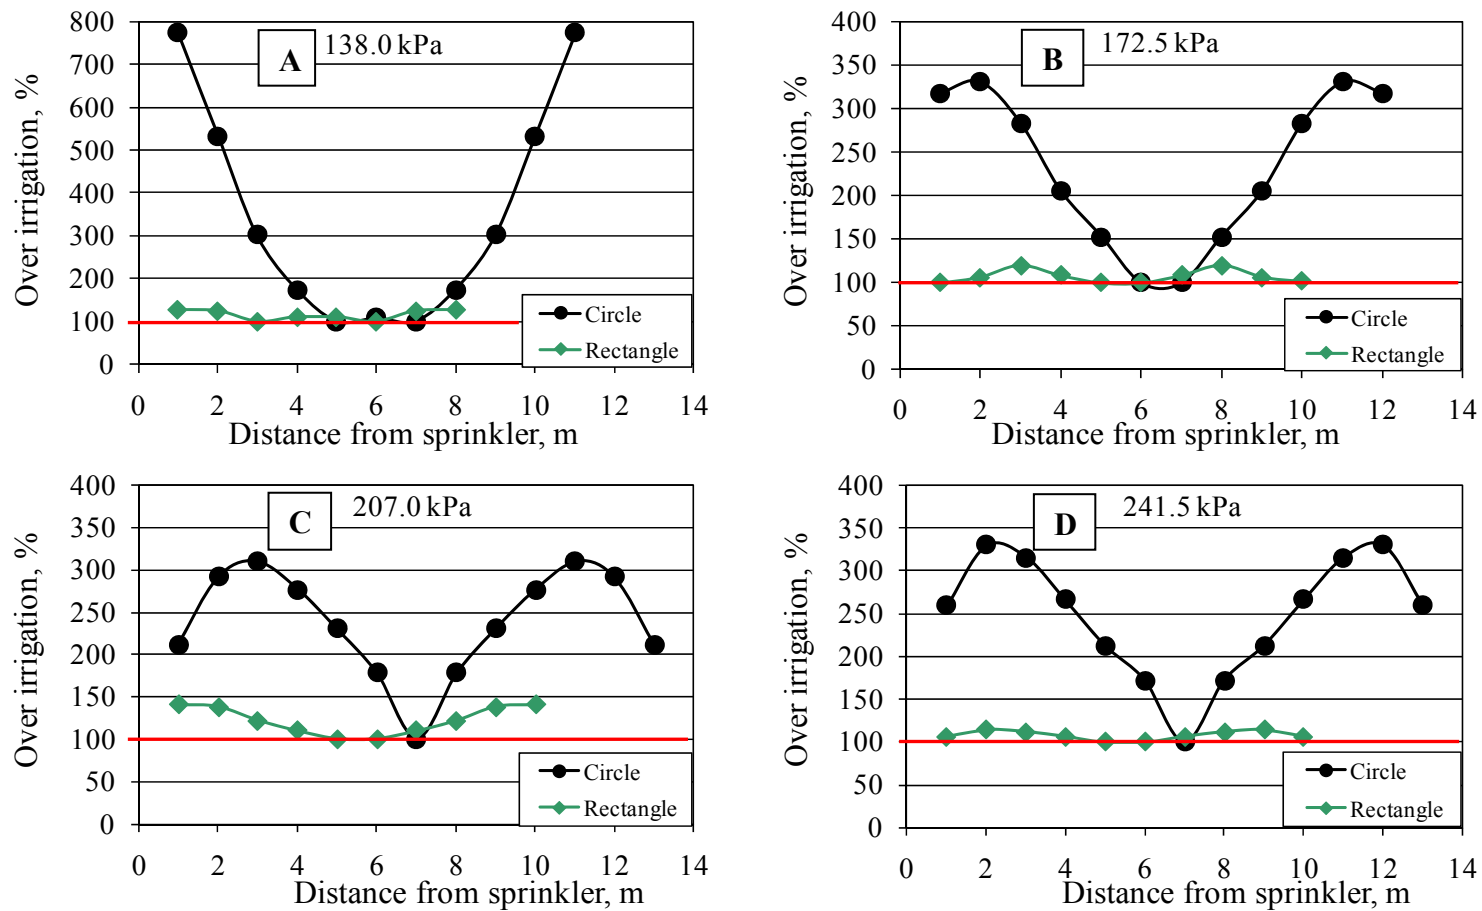 A
138.0 kPa
Over irrigation, %
800
700
600
500
400
300
200
100
0
Circle
Rectangle
0 2 4 6 8 10 12 14
Distance from sprinkler, m
B
172.5 kPa
Over irrigation, %
400
350
300
250
200
150
100
50
0
Circle
Rectangle
0 2 4 6 8 10 12 14
Distance from sprinkler, m
C
207.0 kPa
Over irrigation, %
400
350
300
250
200
150
100
50
0
Circle
Rectangle
0 2 4 6 8 10 12 14
Distance from sprinkler, m
D
241.5 kPa
Over irrigation, %
400
350
300
250
200
150
100
50
0
Circle
Rectangle
0 2 4 6 8 10 12 14
Distance from sprinkler, m